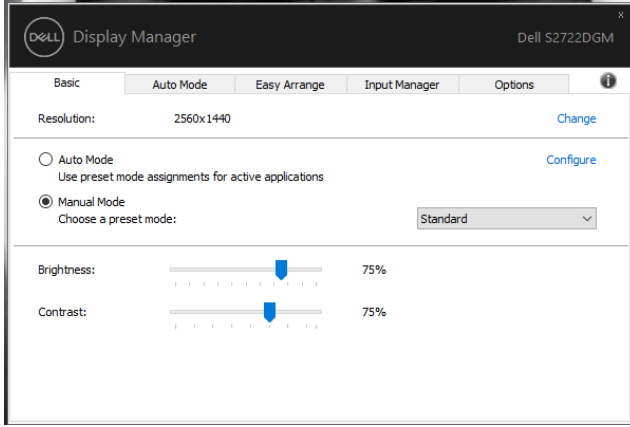 DELL Display Manager Dell S2722DGM
x
Basic Auto Mode Easy Arrange Input Manager Options i
Resolution: 2560x1440 Change
Auto Mode Configure
Use preset mode assignments for active applications
Manual Mode
Choose a preset mode: Standard
Brightness: 75%
Contrast: 75%